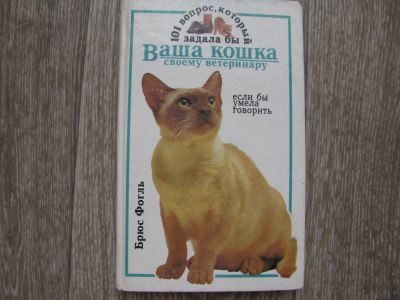 101 вопрос, который
задала бы
Ваша кошка
своему ветеринару
если бы
умела
говорить
Брюс Фогль